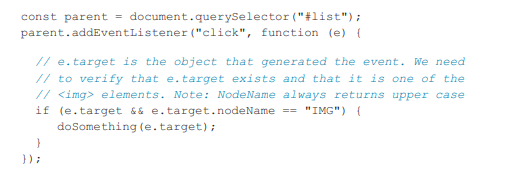 const parent = document.querySelector("#list");
parent.addEventListener("click", function (e) {
// e.target is the object that generated the event. We need
// to verify that e.target exists and that it is one of the
// <img> elements. Note: NodeName always returns upper case
if (e.target && e.target.nodeName == "IMG") {
doSomething(e.target);
}
});